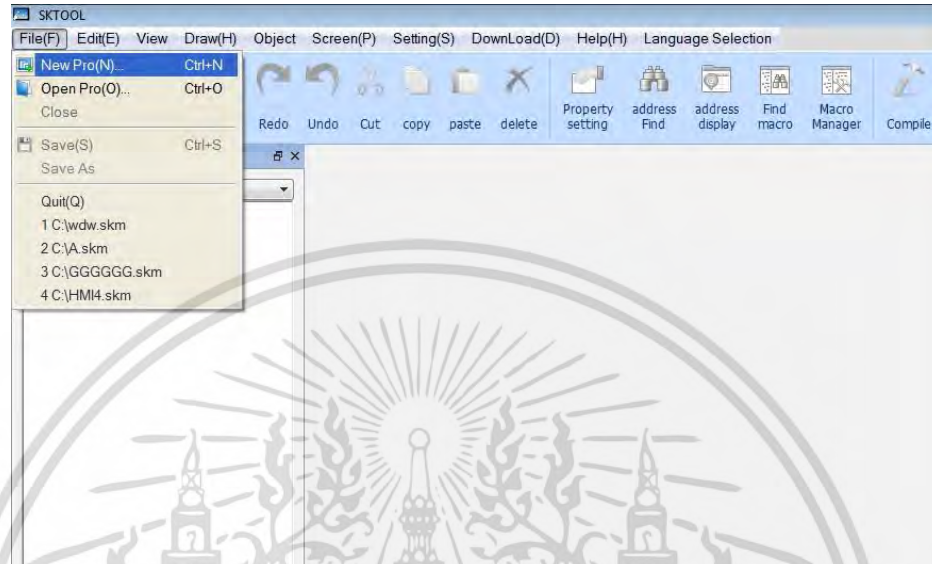 SKTOOL
File(F) Edit(E) View Draw(H) Object Screen(P) Setting(S) DownLoad(D) Help(H) Language Selection
New Pro(N)... Ctrl+N
Open Pro(O)... Ctrl+O
Close
Save(S) Ctrl+S
Save As
Quit(Q)
1 C:\wdw.skm
2 C:\A.skm
3 C:\GGGGGG.skm
4 C:\HMI4.skm
Redo Undo Cut copy paste delete
Property setting
address Find
address display
Find macro
Macro Manager
Compile